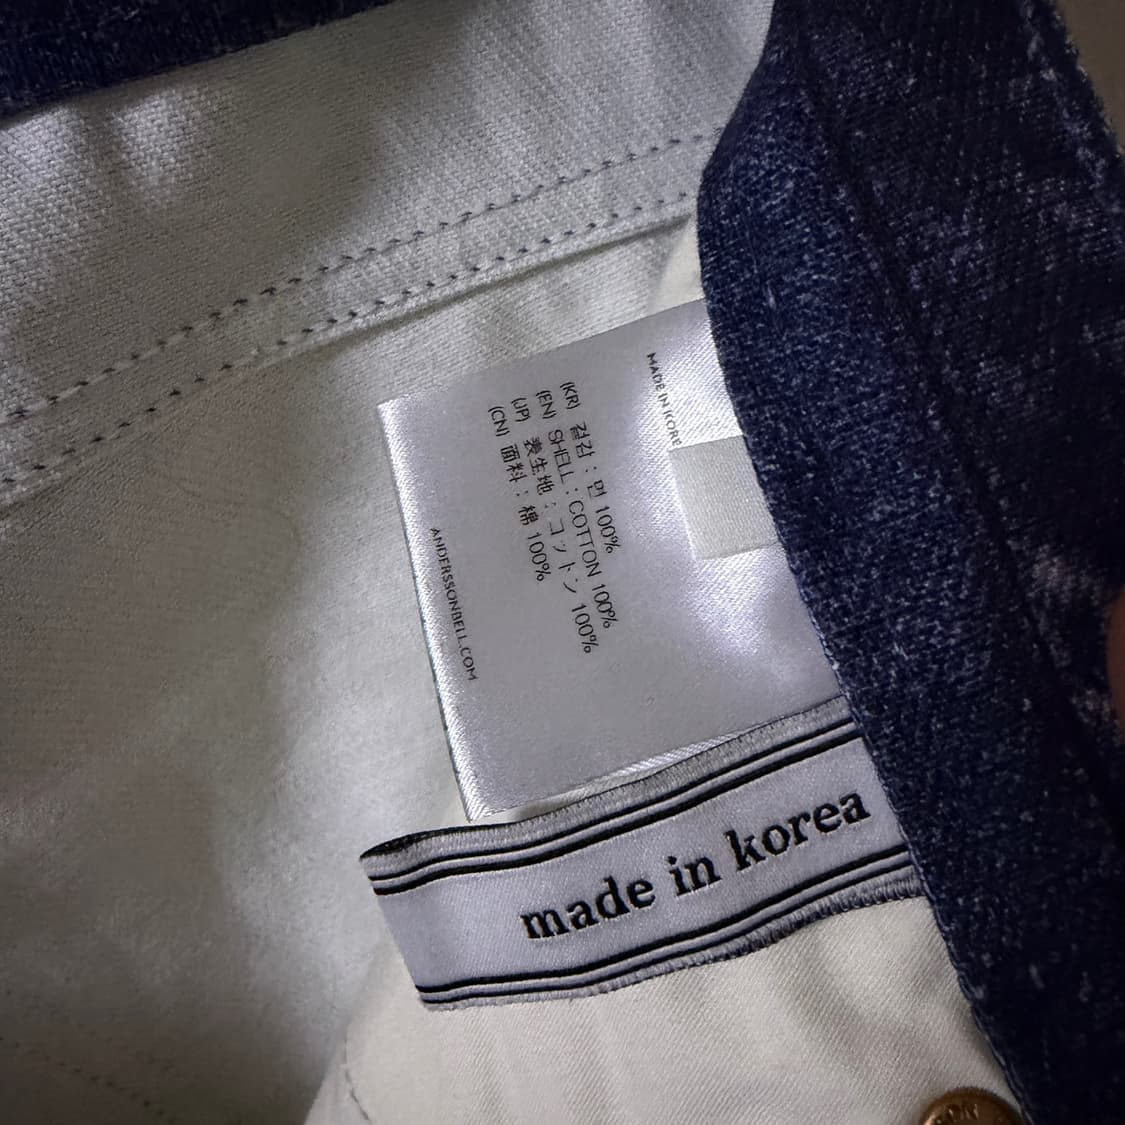 MADE IN KORE
(KR) 겉감 : 면 100%
(EN) SHELL : COTTON 100%
(JP) 表生地 : コットン 100%
(CN) 面料 : 棉 100%
ANDERSSONBELL.COM
made in korea